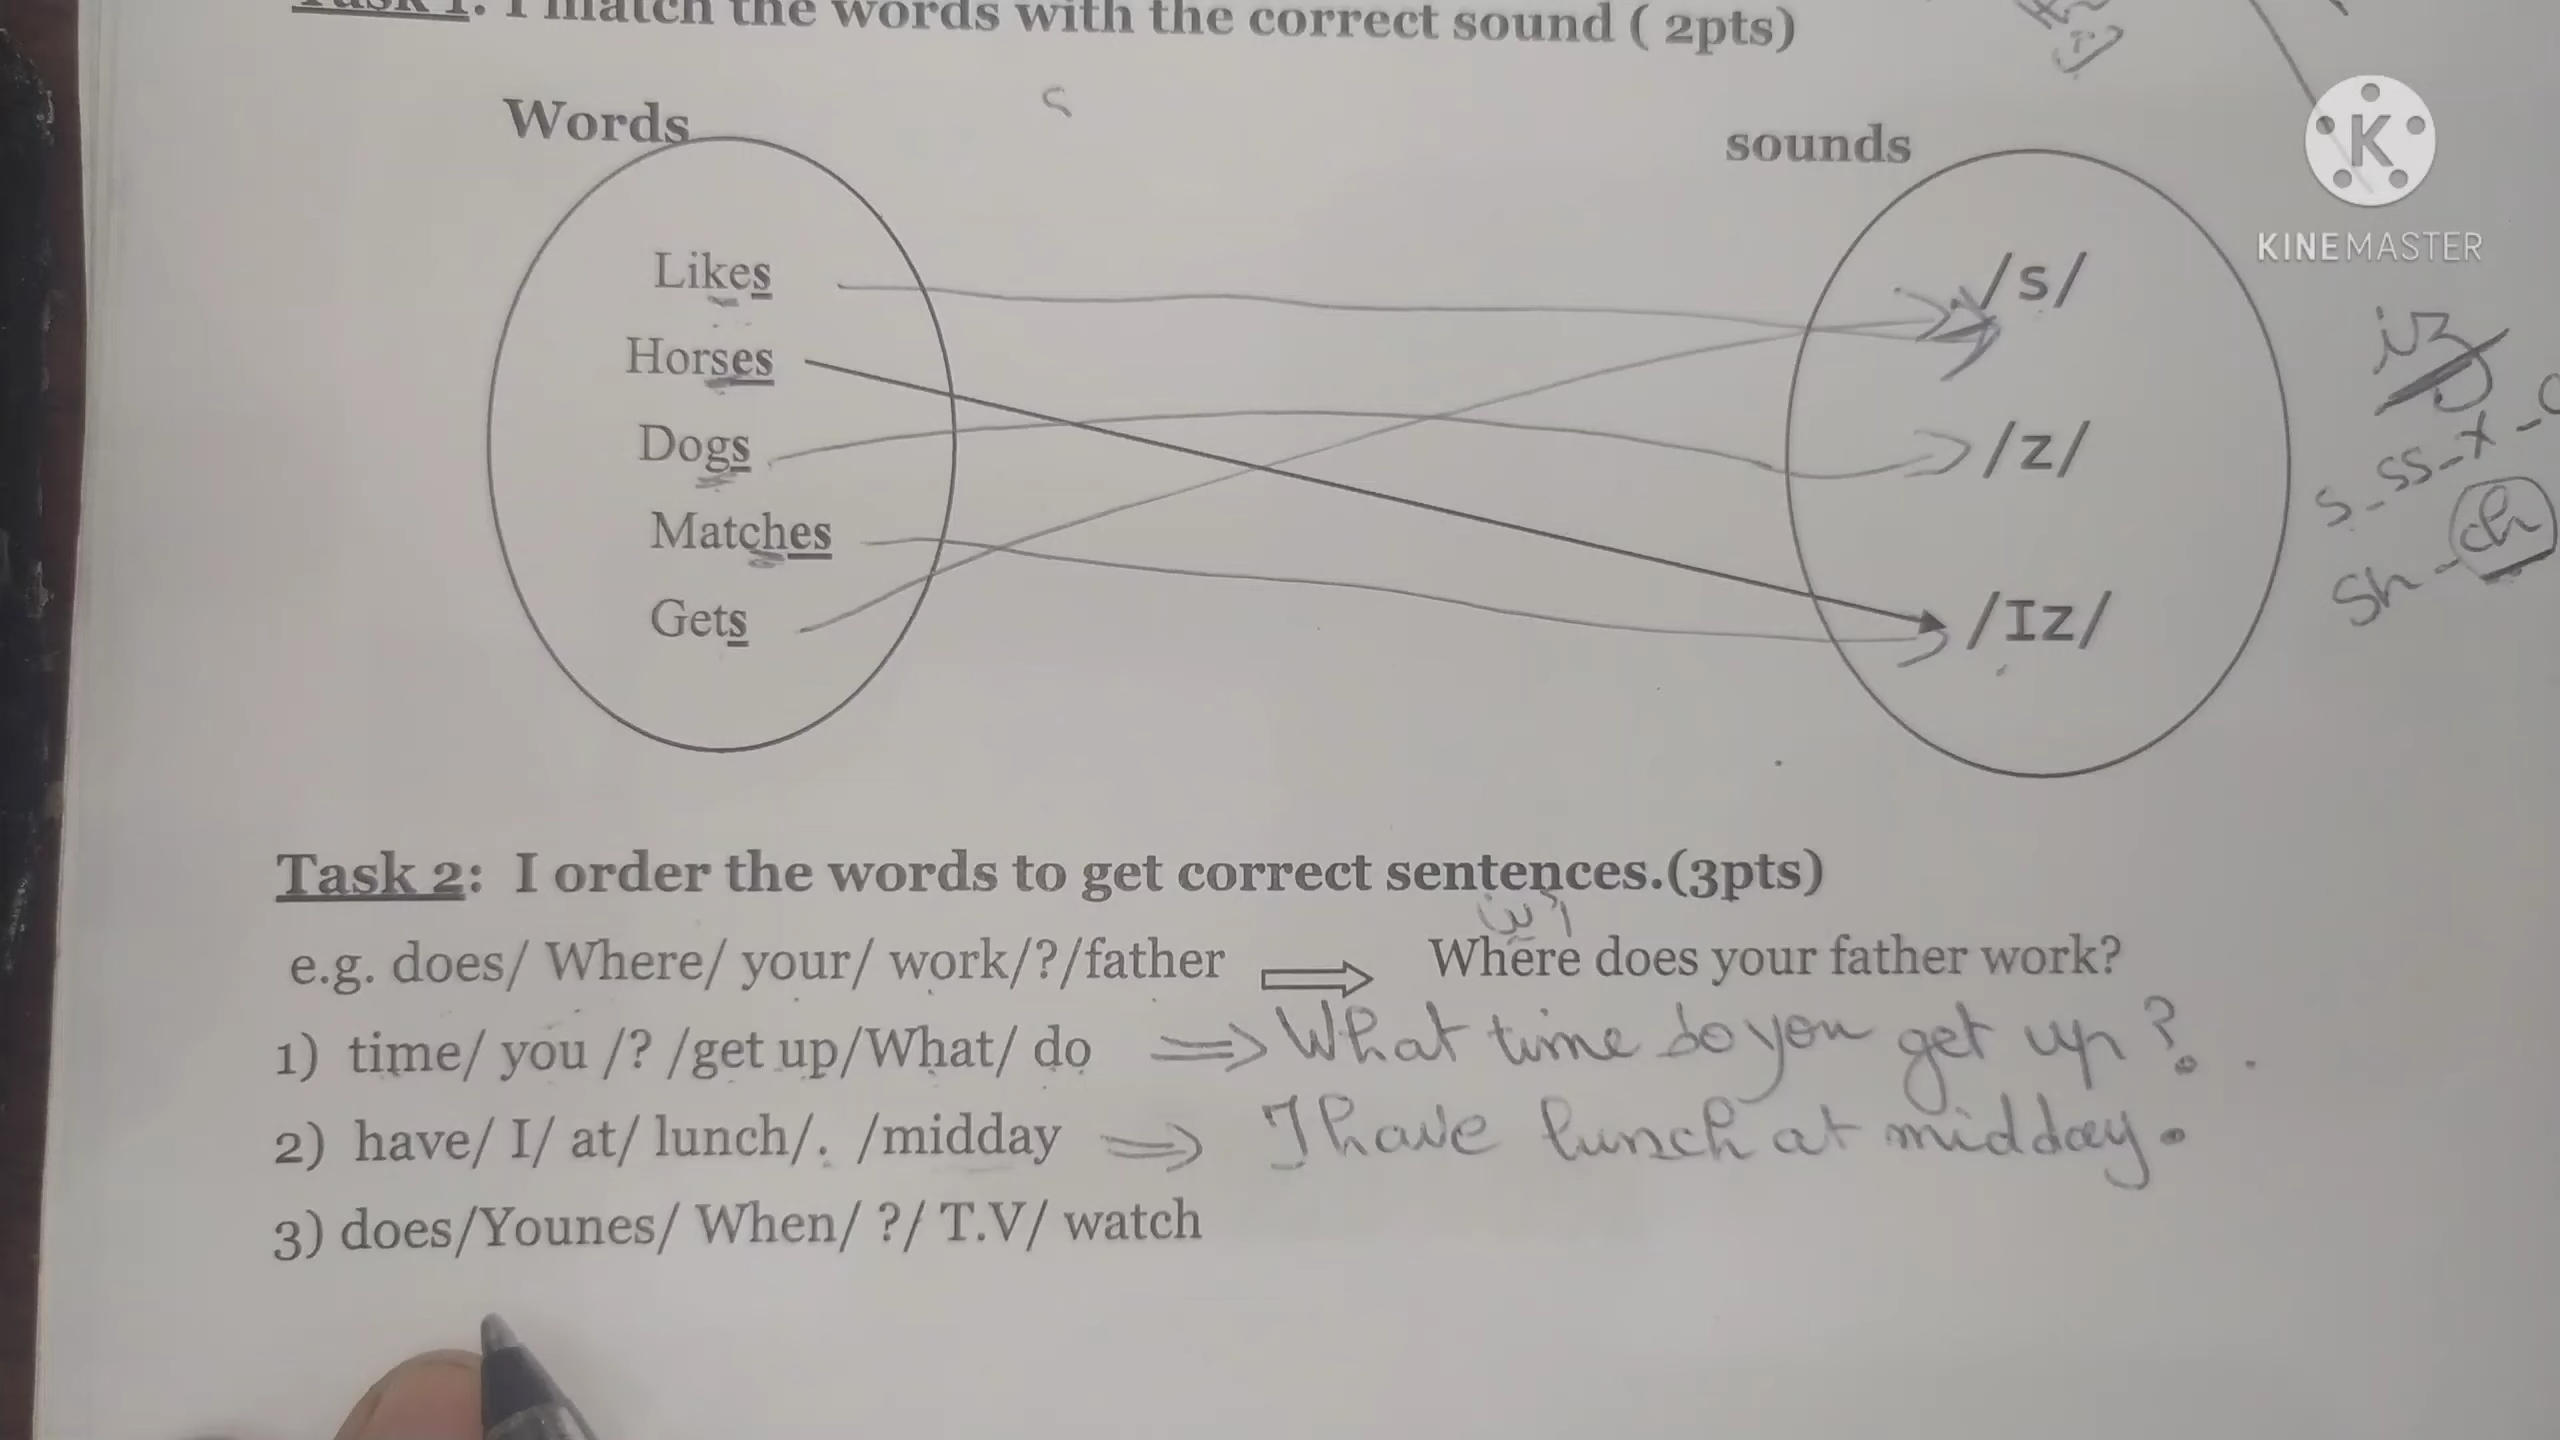 Task 1: I match the words with the correct sound ( 2pts)
Words
sounds
Likes
Horses
Dogs
Matches
Gets
/s/
/z/
/Iz/
K
KINEMASTER
iz
s - ss - x -
sh - ch
Task 2: I order the words to get correct sentences.(3pts)
أين
e.g. does/ Where/ your/ work/?/father Where does your father work?
1) time/ you /? /get up/What/ do => What time do you get up ?
2) have/ I/ at/ lunch/. /midday => I have lunch at midday.
3) does/Younes/ When/ ?/ T.V/ watch